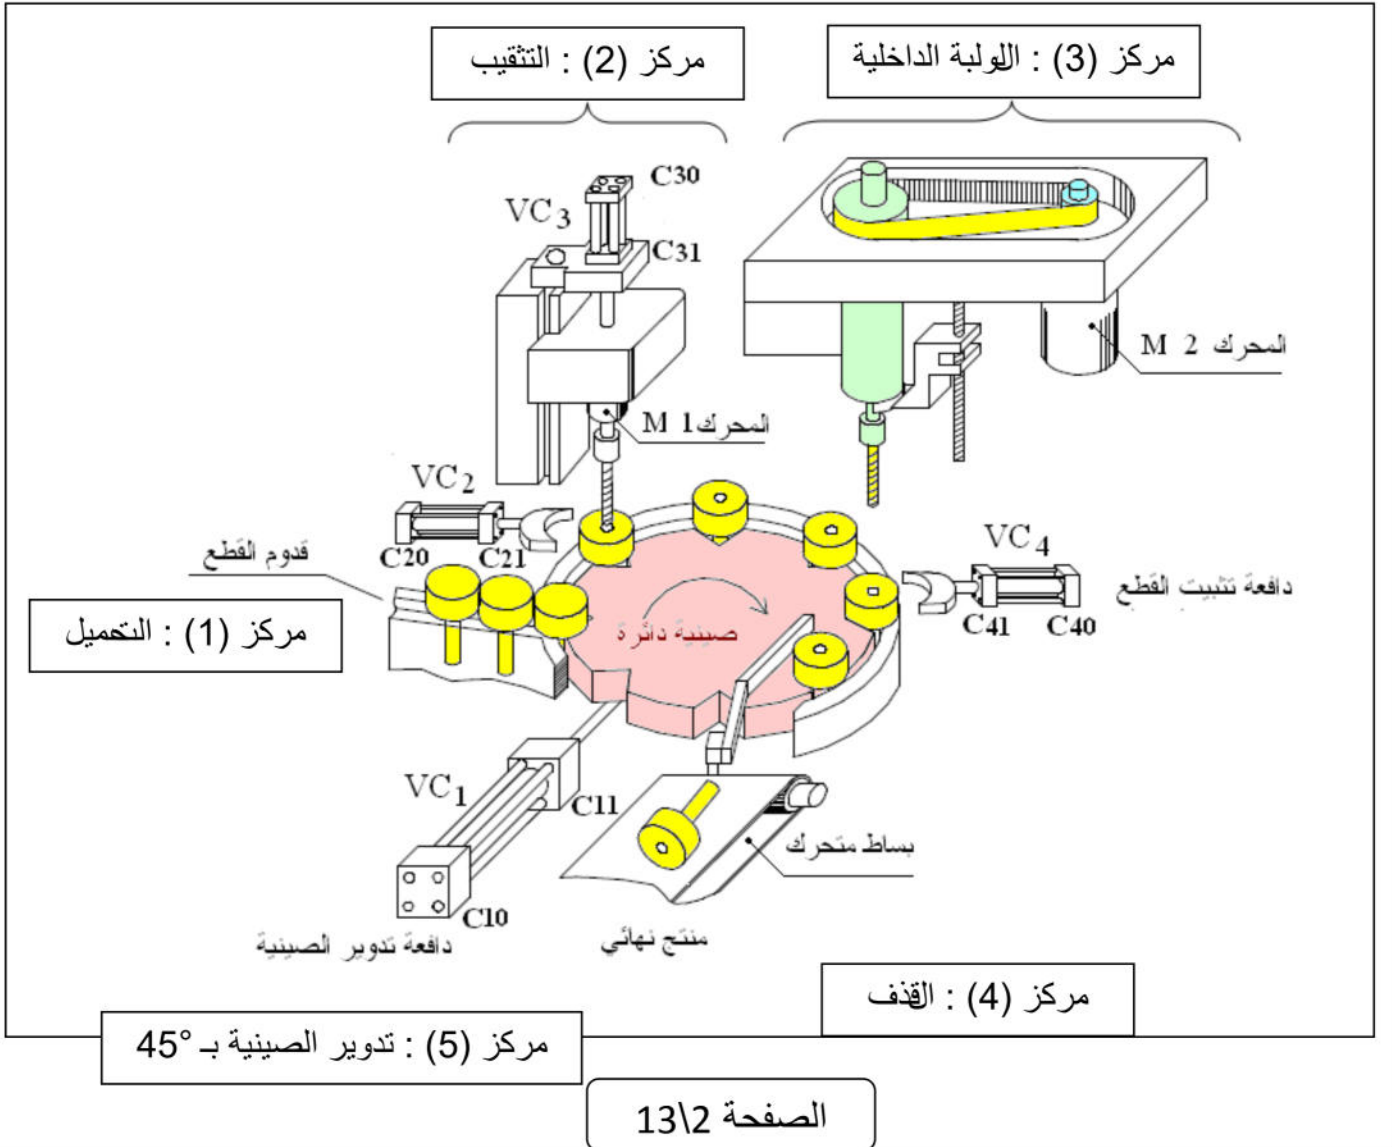 مركز (2) : التثقيب
مركز (3) : اللولبة الداخلية
C30
VC3
C31
المحرك M 2
المحرك M 1
VC2
C20
C21
VC4
C41
C40
دافعة تثبيت القطع
قدوم القطع
مركز (1) : التحميل
صينية دائرة
VC1
C11
C10
بساط متحرك
منتج نهائي
دافعة تدوير الصينية
مركز (4) : القذف
مركز (5) : تدوير الصينية بـ 45°
الصفحة 2\13